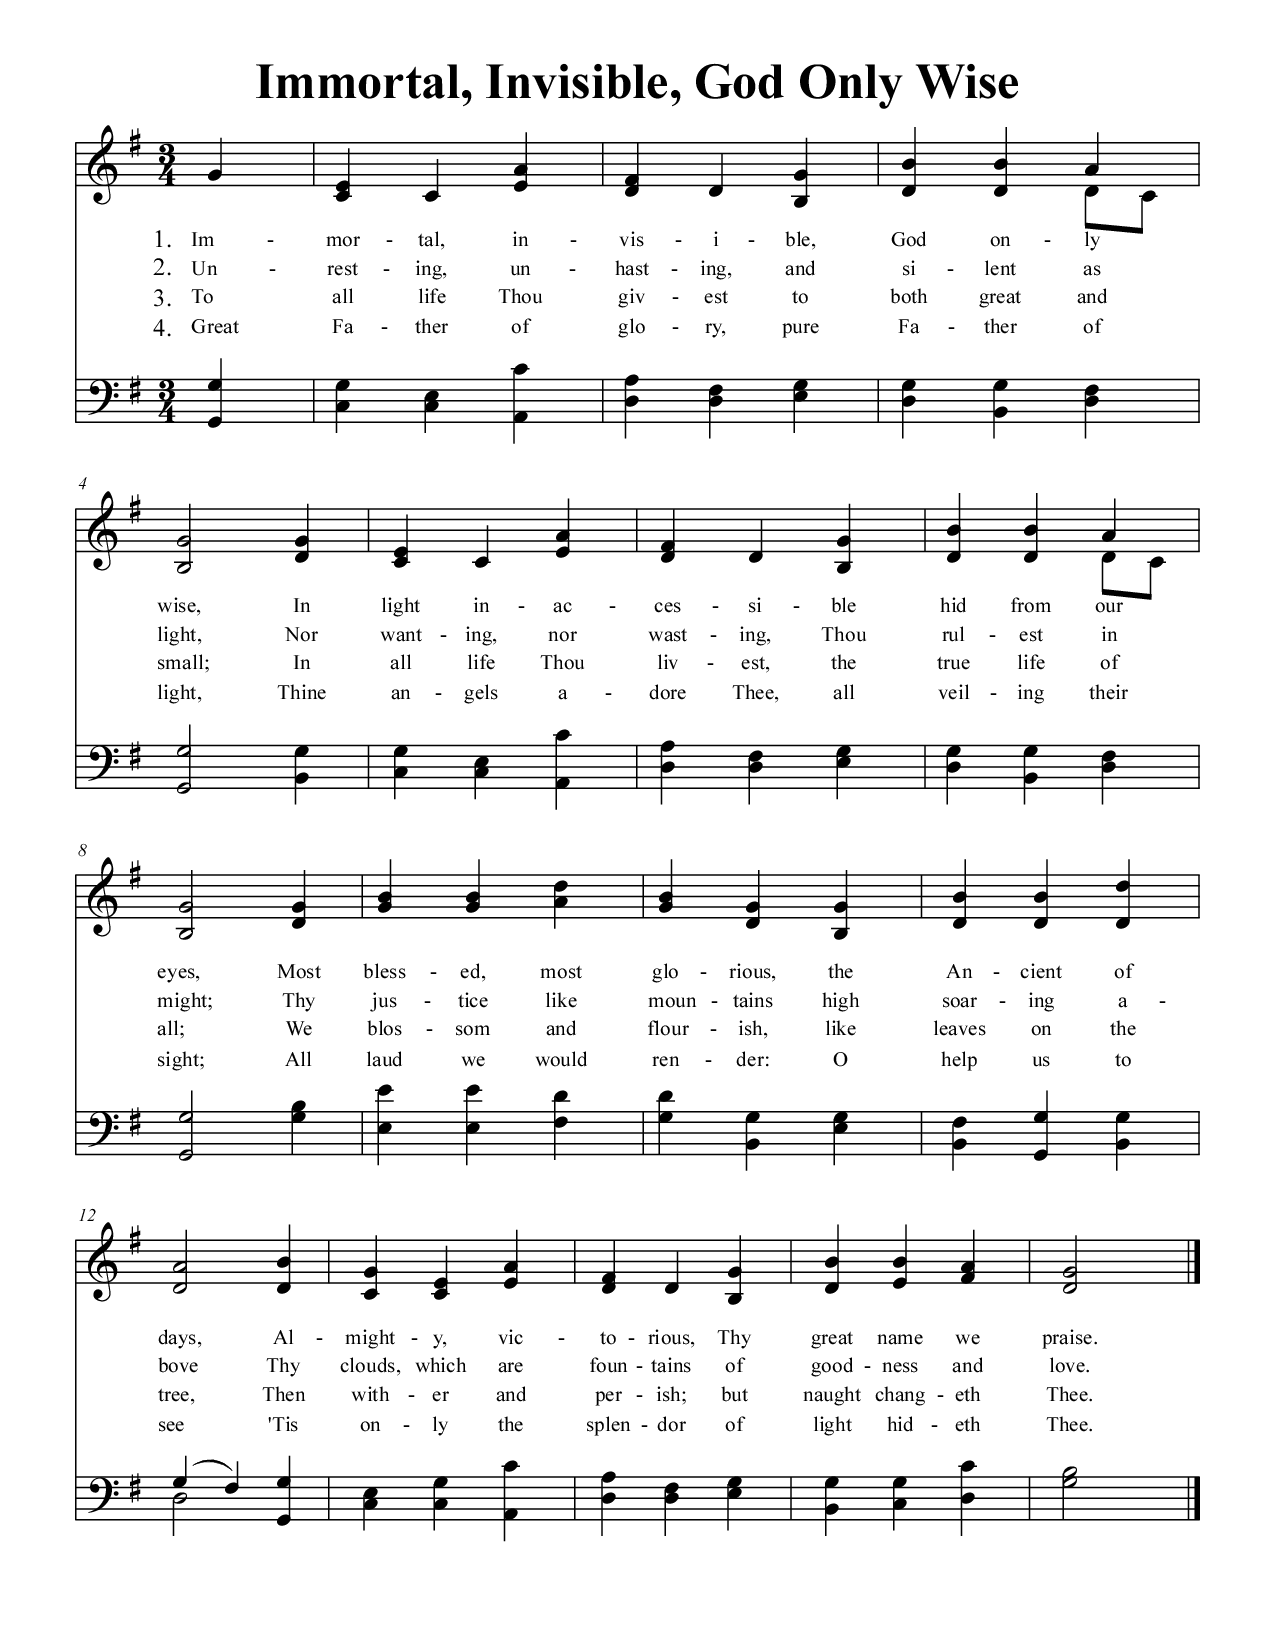 Immortal, Invisible, God Only Wise
3 4
1. Im - mor - tal, in - vis - i - ble, God on - ly
2. Un - rest - ing, un - hast - ing, and si - lent as
3. To all life Thou giv - est to both great and
4. Great Fa - ther of glo - ry, pure Fa - ther of
3 4
4
wise, In light in - ac - ces - si - ble hid from our
light, Nor want - ing, nor wast - ing, Thou rul - est in
small; In all life Thou liv - est, the true life of
light, Thine an - gels a - dore Thee, all veil - ing their
8
eyes, Most bless - ed, most glo - rious, the An - cient of
might; Thy jus - tice like moun - tains high soar - ing a -
all; We blos - som and flour - ish, like leaves on the
sight; All laud we would ren - der: O help us to
12
days, Al - might - y, vic - to - rious, Thy great name we praise.
bove Thy clouds, which are foun - tains of good - ness and love.
tree, Then with - er and per - ish; but naught chang - eth Thee.
see 'Tis on - ly the splen - dor of light hid - eth Thee.